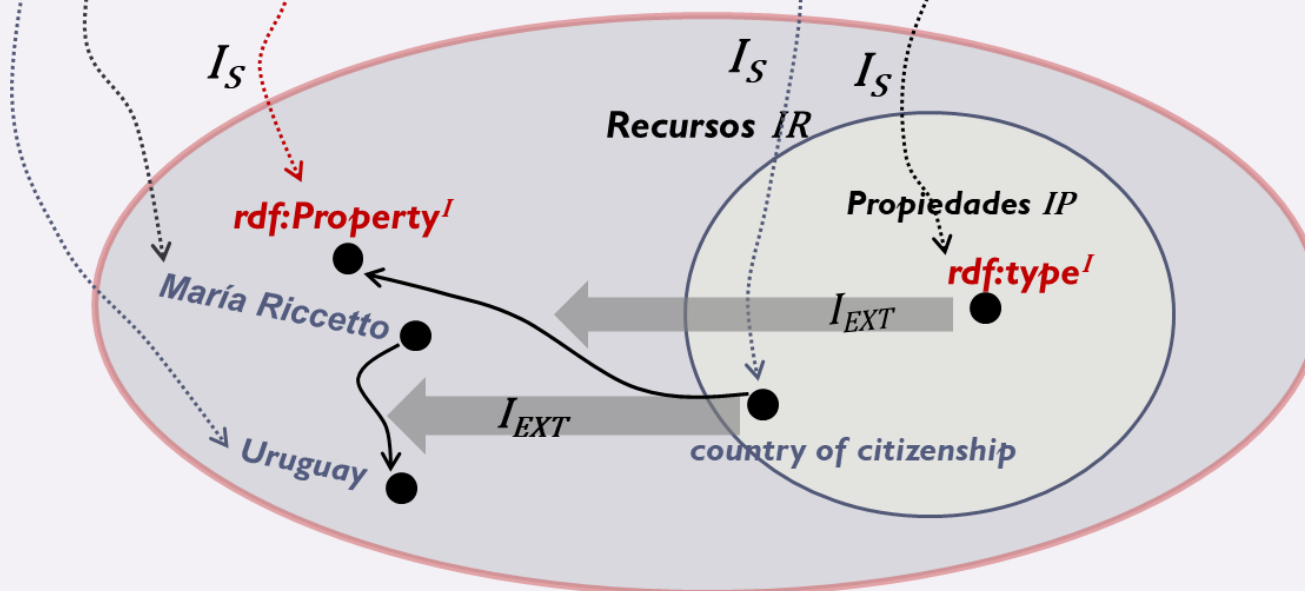 I_S
I_S
I_S
Recursos IR
Propiedades IP
rdf:Property^I
rdf:type^I
María Riccetto
I_EXT
I_EXT
country of citizenship
Uruguay